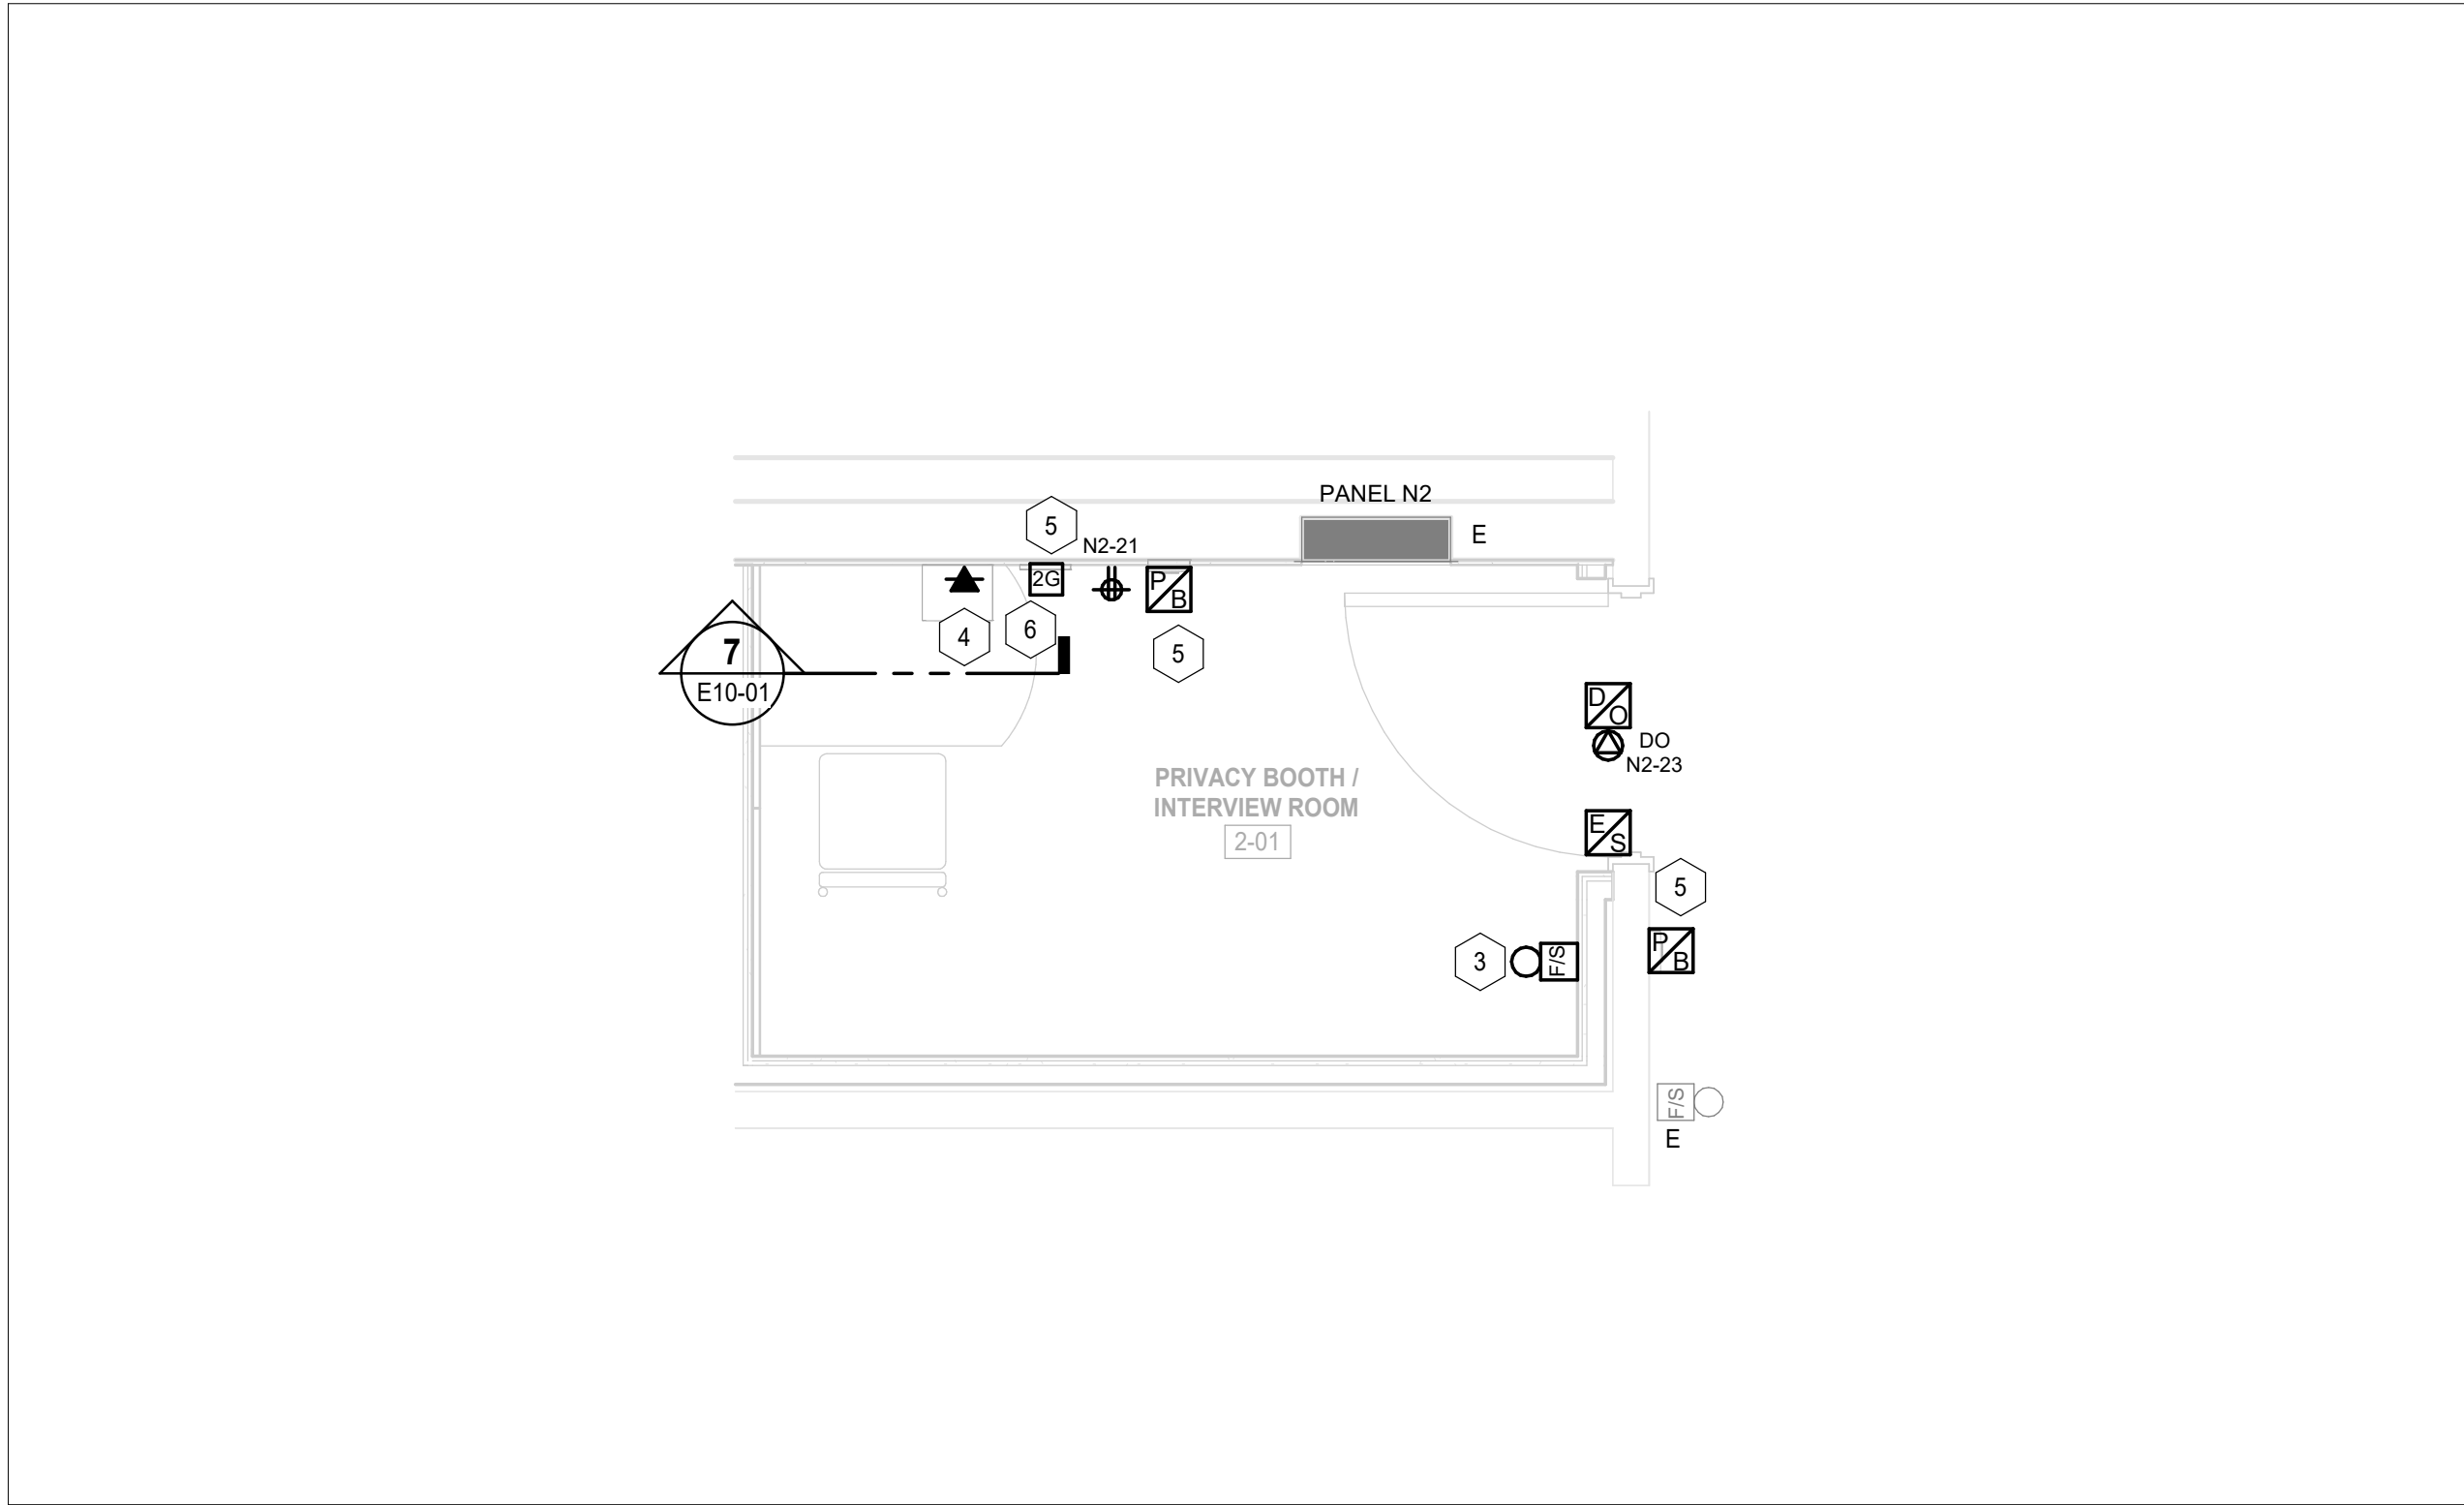 PANEL N2
E
5
N2-21
2G
P
B
4
6
5
7
E10-01
D
O
DO
N2-23
PRIVACY BOOTH /
INTERVIEW ROOM
2-01
E
S
5
P
B
3
F/S
F/S
E